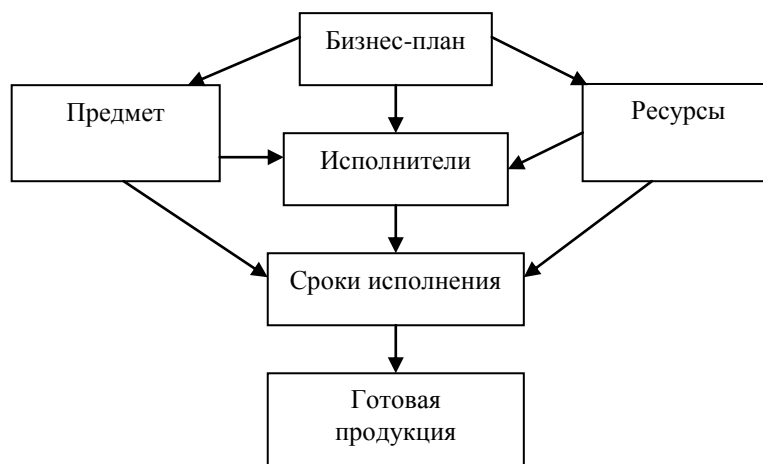 Бизнес-план
Предмет
Ресурсы
Исполнители
Сроки исполнения
Готовая
продукция